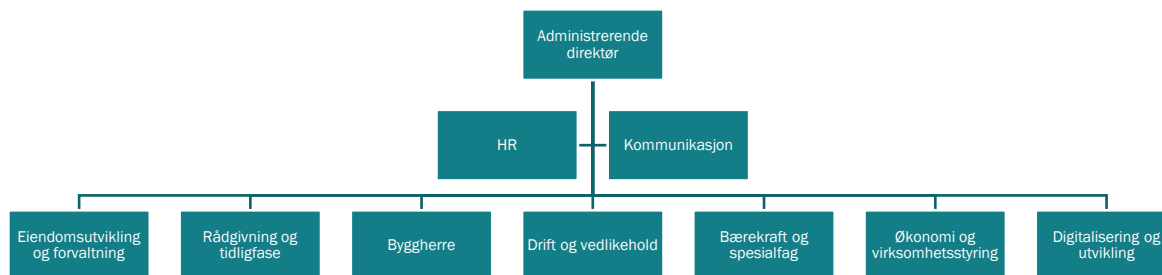 Administrerende
direktør
HR
Kommunikasjon
Eiendomsutvikling
og forvaltning
Rådgivning og
tidligfase
Byggherre
Drift og vedlikehold
Bærekraft og
spesialfag
Økonomi og
virksomhetsstyring
Digitalisering og
utvikling